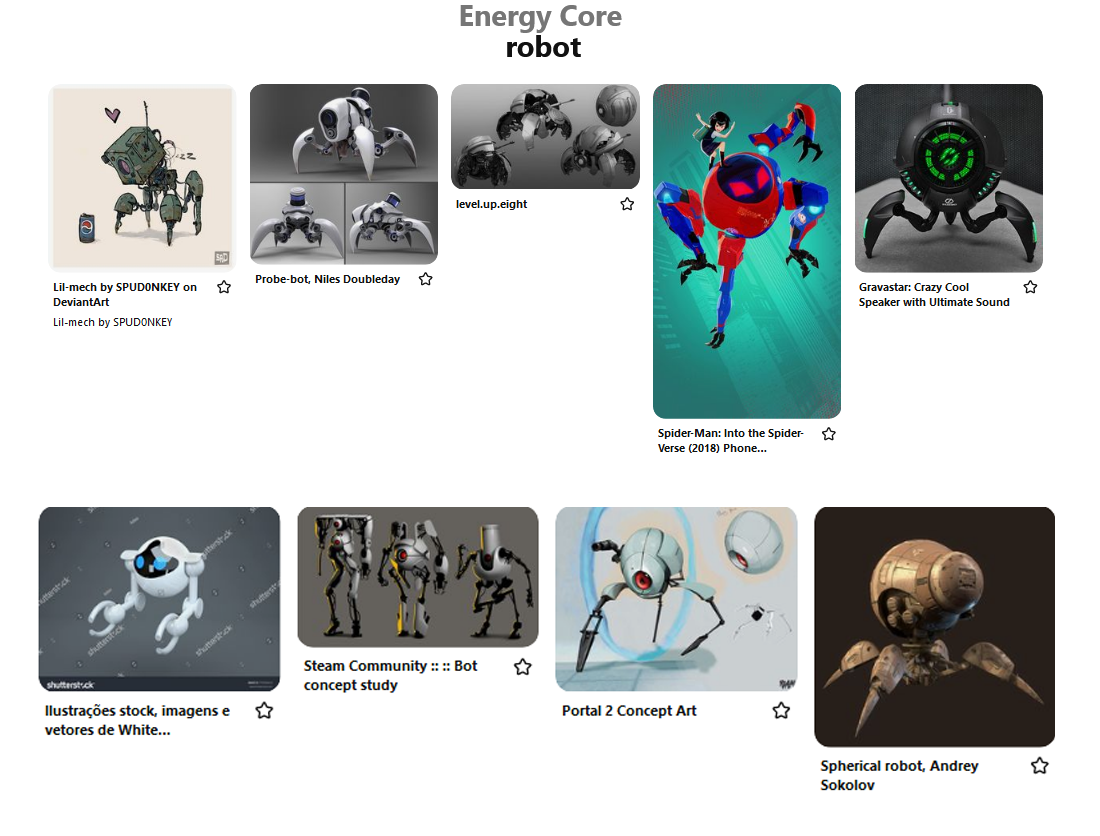 Energy Core
robot
Lil-mech by SPUD0NKEY on
DeviantArt
Lil-mech by SPUD0NKEY
Probe-bot, Niles Doubleday
level.up.eight
Spider-Man: Into the Spider-
Verse (2018) Phone...
Gravastar: Crazy Cool
Speaker with Ultimate Sound
shutterstock
Ilustrações stock, imagens e
vetores de White...
Steam Community :: :: Bot
concept study
Portal 2 Concept Art
Spherical robot, Andrey
Sokolov